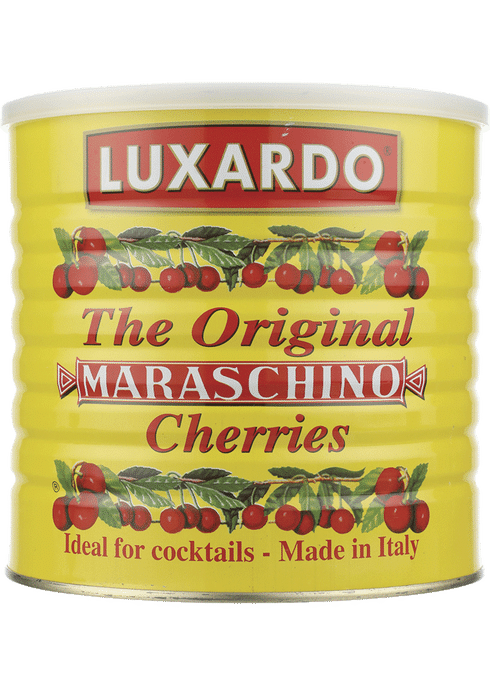 LUXARDO®
The Original
MARASCHINO
Cherries
®
Ideal for cocktails - Made in Italy